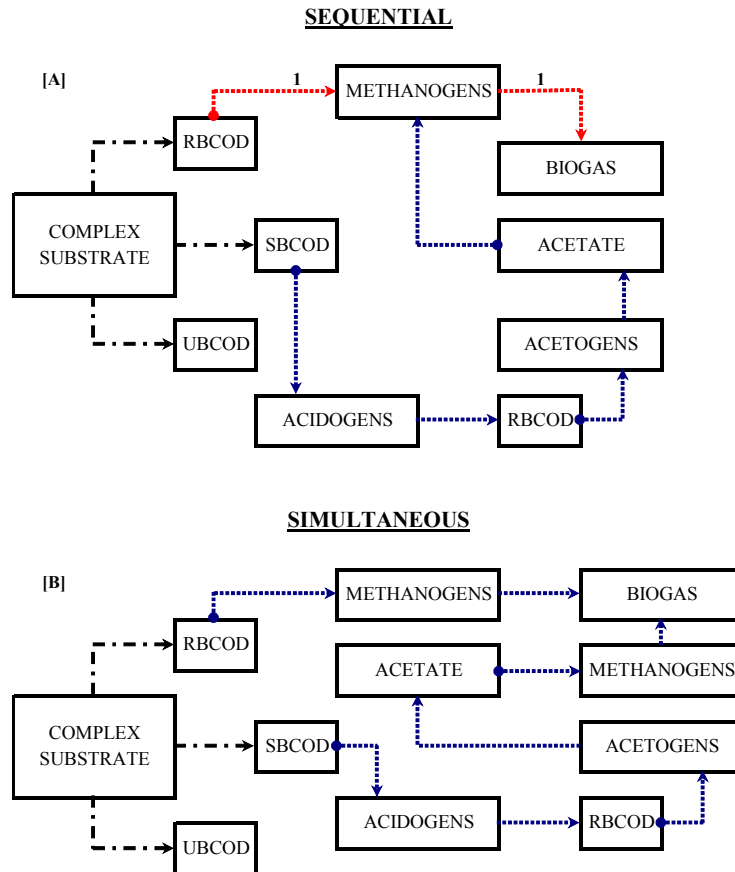 SEQUENTIAL
[A]
1
METHANOGENS
1
RBCOD
BIOGAS
COMPLEX
SUBSTRATE
SBCOD
ACETATE
UBCOD
ACETOGENS
ACIDOGENS
RBCOD
SIMULTANEOUS
[B]
METHANOGENS
BIOGAS
RBCOD
ACETATE
METHANOGENS
COMPLEX
SUBSTRATE
SBCOD
ACETOGENS
ACIDOGENS
RBCOD
UBCOD